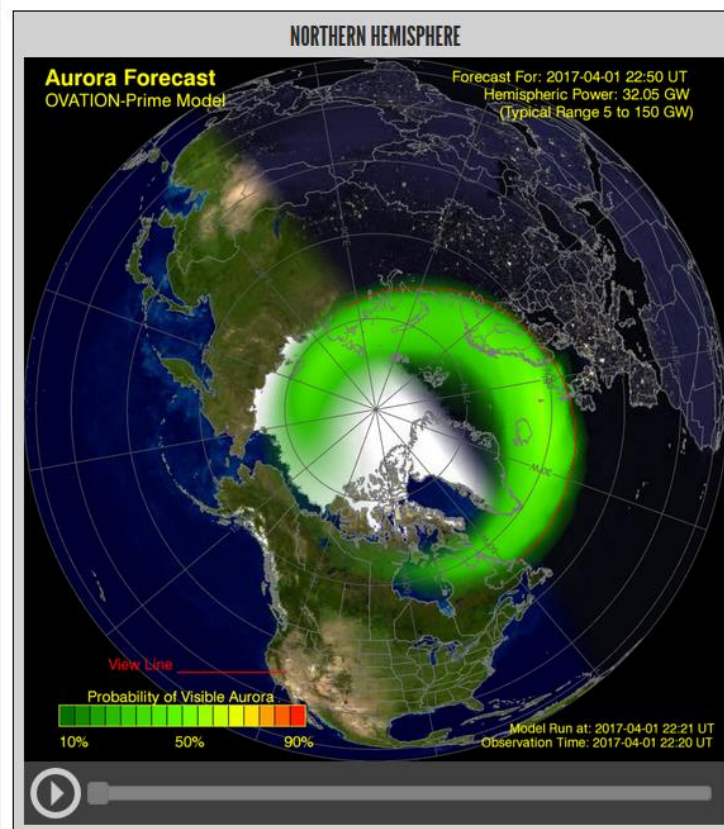 NORTHERN HEMISPHERE
Aurora Forecast
OVATION-Prime Model
Forecast For: 2017-04-01 22:50 UT
Hemispheric Power: 32.05 GW
(Typical Range 5 to 150 GW)
30°W
View Line
Probability of Visible Aurora
10% 50% 90%
Model Run at: 2017-04-01 22:21 UT
Observation Time: 2017-04-01 22:20 UT